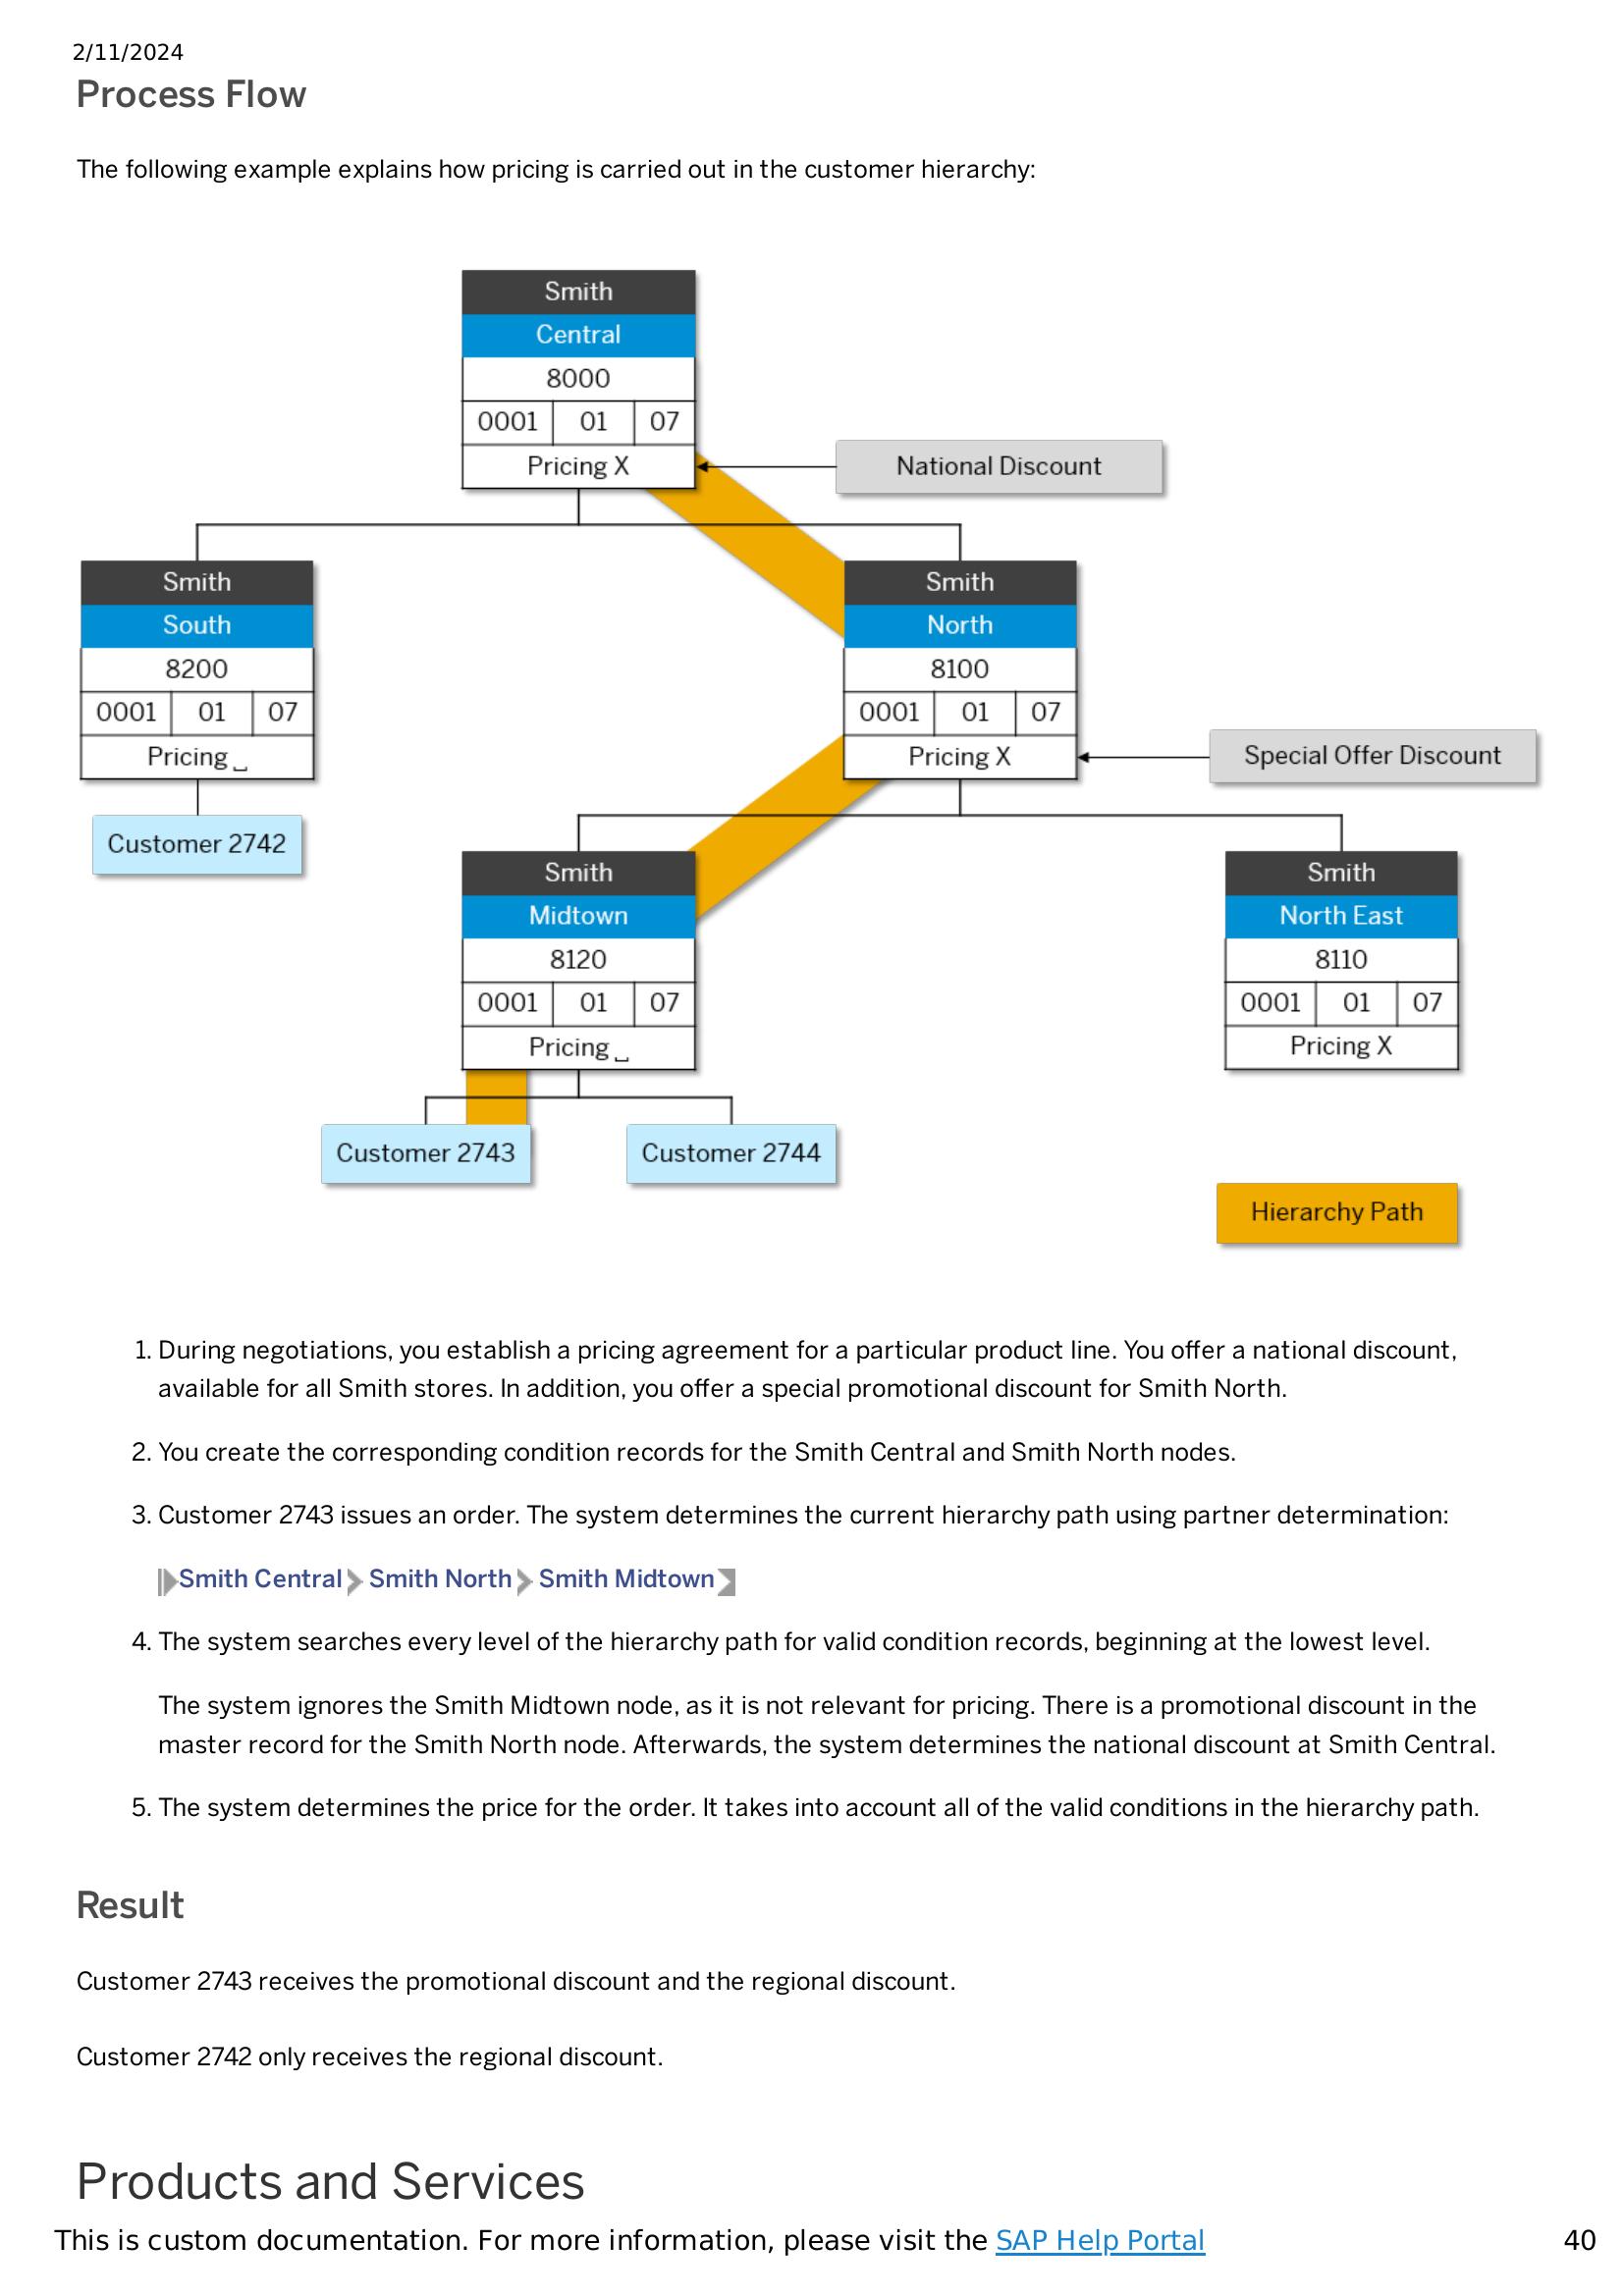 2/11/2024
Process Flow
The following example explains how pricing is carried out in the customer hierarchy:
Smith
Central
8000
0001 01 07
Pricing X
National Discount
Smith
South
8200
0001 01 07
Pricing ␣
Customer 2742
Smith
North
8100
0001 01 07
Pricing X
Special Offer Discount
Smith
Midtown
8120
0001 01 07
Pricing ␣
Smith
North East
8110
0001 01 07
Pricing X
Customer 2743
Customer 2744
Hierarchy Path
1. During negotiations, you establish a pricing agreement for a particular product line. You offer a national discount,
available for all Smith stores. In addition, you offer a special promotional discount for Smith North.
2. You create the corresponding condition records for the Smith Central and Smith North nodes.
3. Customer 2743 issues an order. The system determines the current hierarchy path using partner determination:
Smith Central Smith North Smith Midtown
4. The system searches every level of the hierarchy path for valid condition records, beginning at the lowest level.
The system ignores the Smith Midtown node, as it is not relevant for pricing. There is a promotional discount in the
master record for the Smith North node. Afterwards, the system determines the national discount at Smith Central.
5. The system determines the price for the order. It takes into account all of the valid conditions in the hierarchy path.
Result
Customer 2743 receives the promotional discount and the regional discount.
Customer 2742 only receives the regional discount.
Products and Services
This is custom documentation. For more information, please visit the SAP Help Portal 40